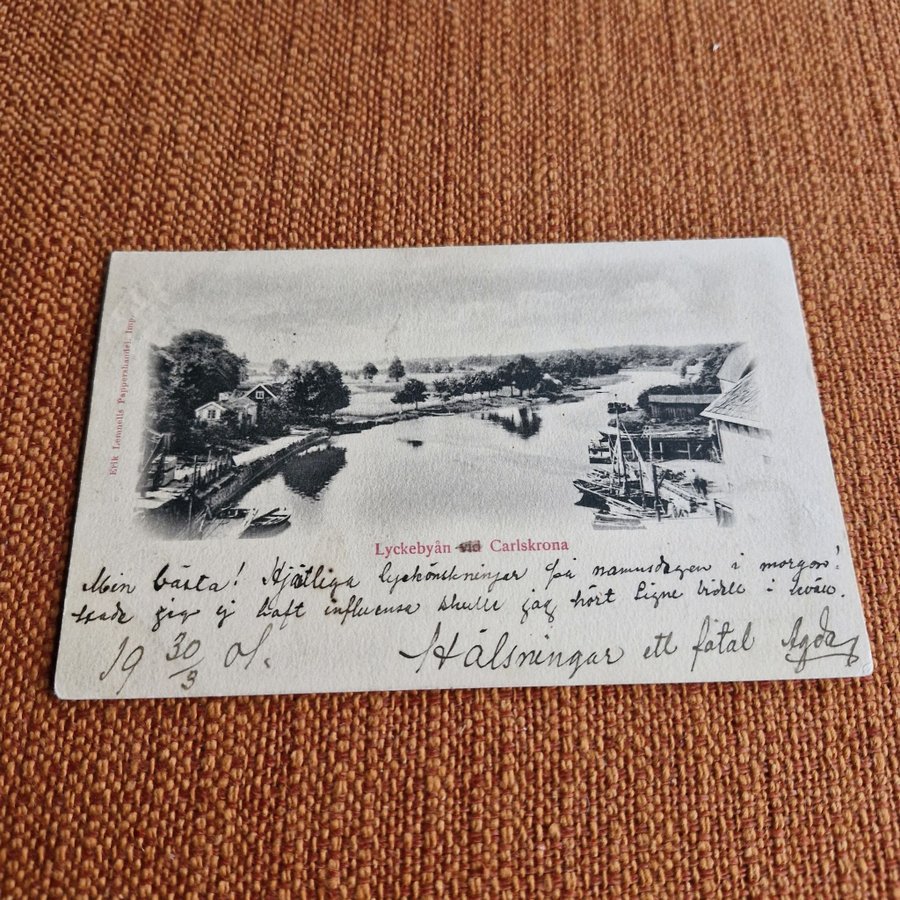 Erik Lemnells Pappershandel. Imp.
Lyckebyån vid Carlskrona
Min bästa! Hjärtliga lyckönskningar på namnsdagen i morgon!
hade jag ej haft influensa skulle jag hört Signe
19 30/3 01. Hälsningar ett fåtal Agda